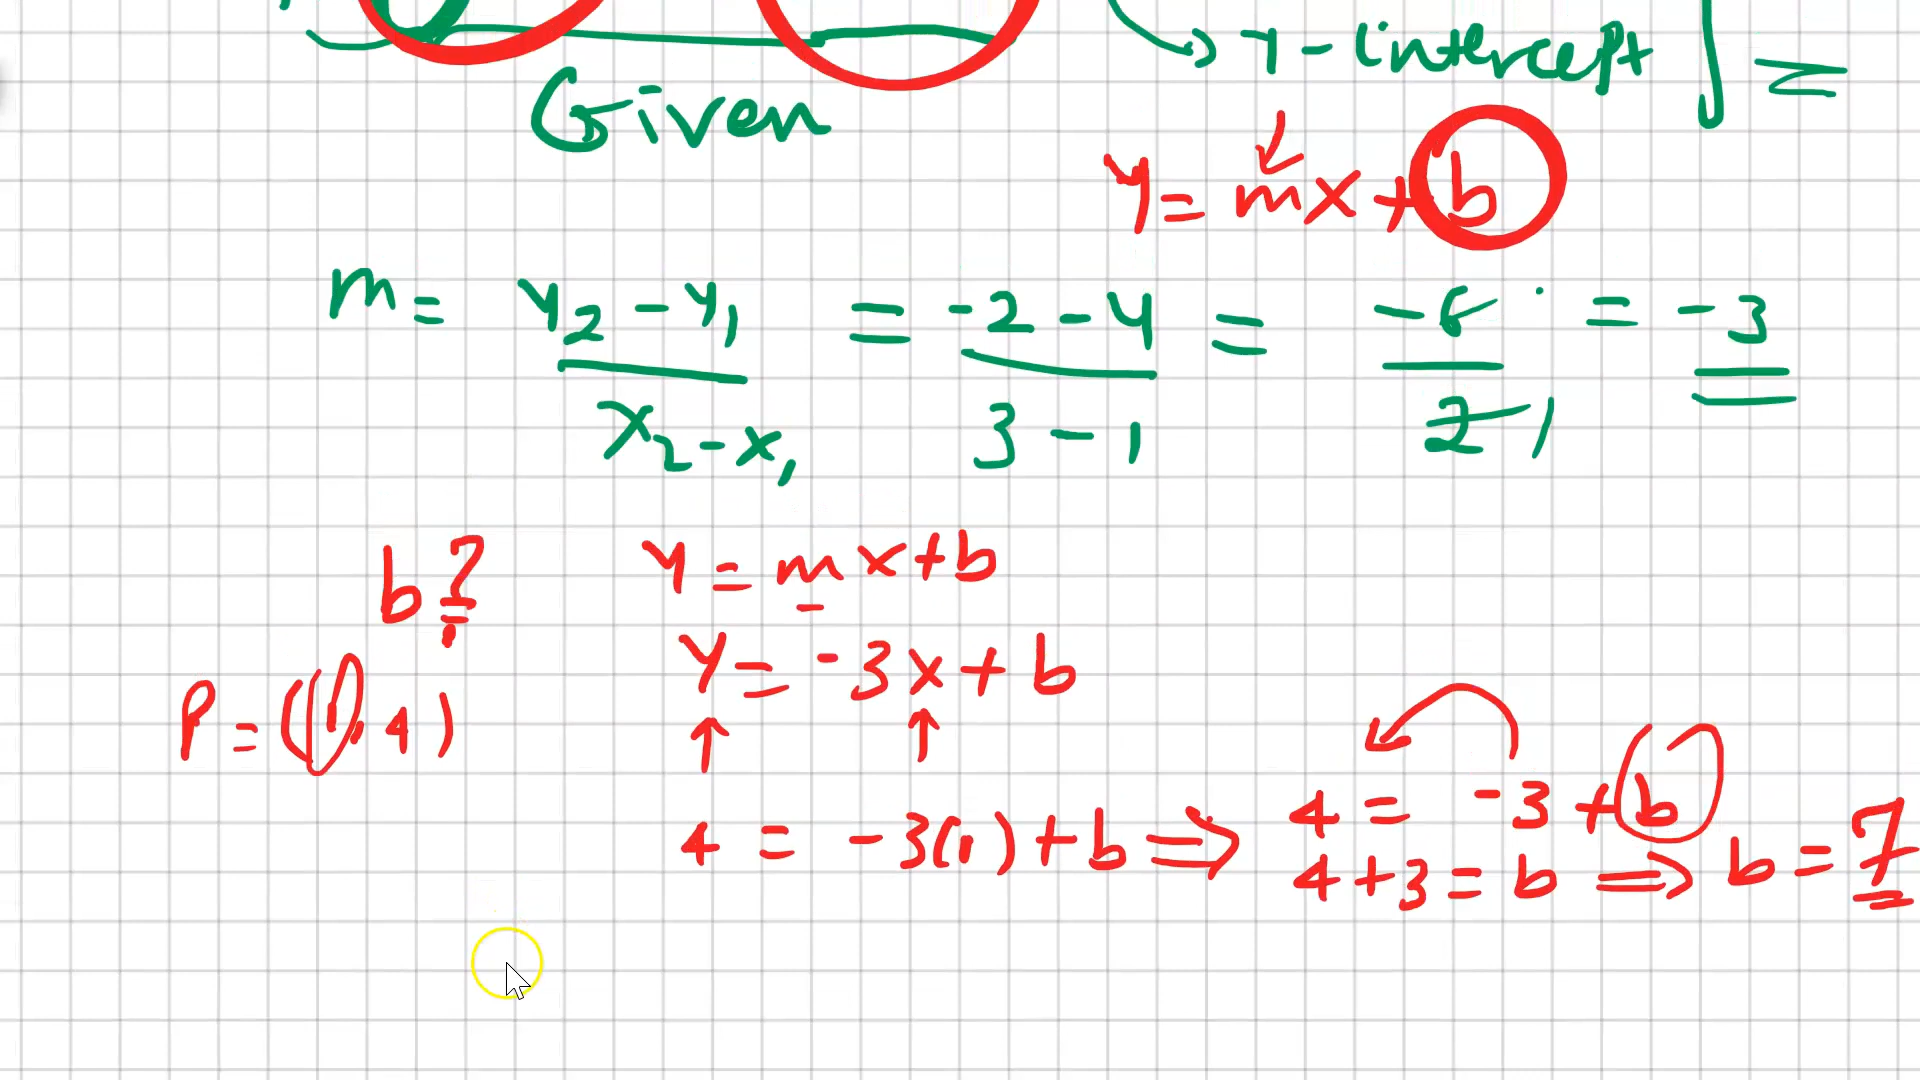 y-intercept
Given
y = mx + b
m = y₂ - y₁ / x₂ - x₁ = -2 - 4 / 3 - 1 = -6 / 2 1 = -3
b ? y = mx + b
y = -3x + b
P = (1, 4)
4 = -3(1) + b ⇒ 4 = -3 + b
4 + 3 = b ⇒ b = 7